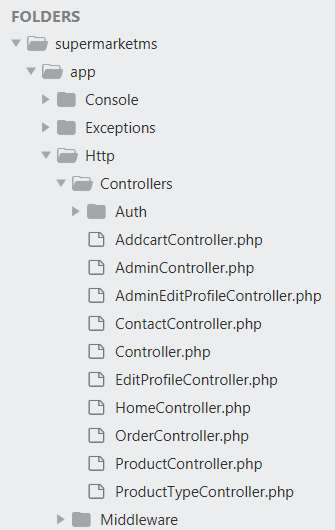 FOLDERS
supermarketms
app
Console
Exceptions
Http
Controllers
Auth
AddcartController.php
AdminController.php
AdminEditProfileController.php
ContactController.php
Controller.php
EditProfileController.php
HomeController.php
OrderController.php
ProductController.php
ProductTypeController.php
Middleware